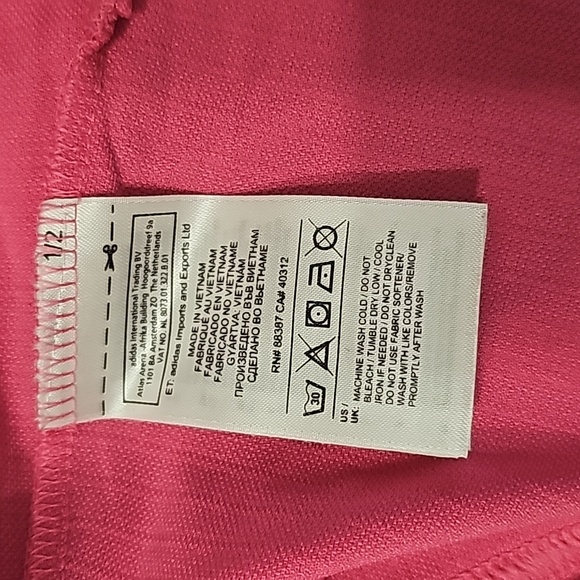 1/2
adidas International Trading BV
Atlas Arena -Afrika Building Hoogoorddreef 9a
1101 BA Amsterdam ZO The Netherlands
VAT NO. NL 8077.01.323.B.01
ET: adidas Imports and Exports Ltd
MADE IN VIETNAM
FABRIQUÉ AU VIETNAM
FABRICADO EN VIETNAM
FABRICADO NO VIETNAME
GYÁRTVA: VIETNAM
ПРОИЗВЕДЕНО ВЪВ ВИЕТНАМ
СДЕЛАНО ВО ВЬЕТНАМЕ
RN# 88387 CA# 40312
30
US / UK: MACHINE WASH COLD / DO NOT
BLEACH / TUMBLE DRY LOW / COOL
IRON IF NEEDED / DO NOT DRYCLEAN
DO NOT USE FABRIC SOFTENER/
WASH WITH LIKE COLORS/REMOVE
PROMPTLY AFTER WASH